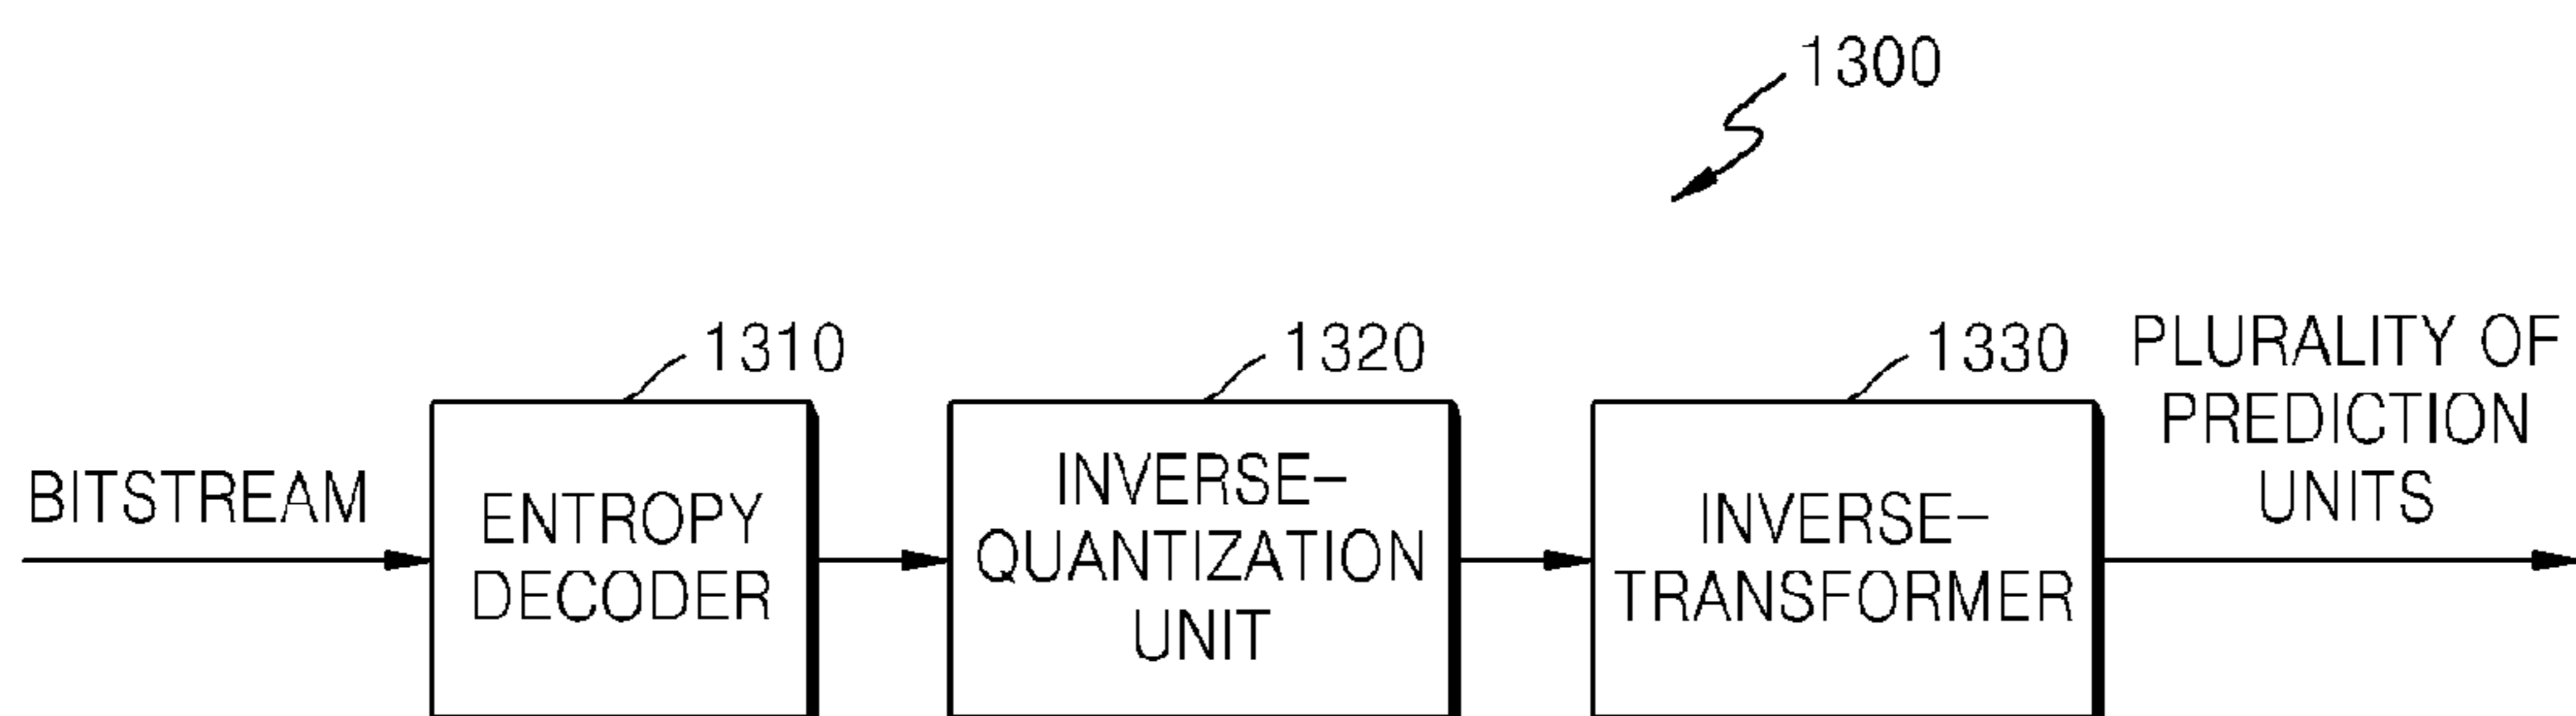 1300
1310
1320
1330
PLURALITY OF
PREDICTION
UNITS
BITSTREAM
ENTROPY
DECODER
INVERSE-
QUANTIZATION
UNIT
INVERSE-
TRANSFORMER